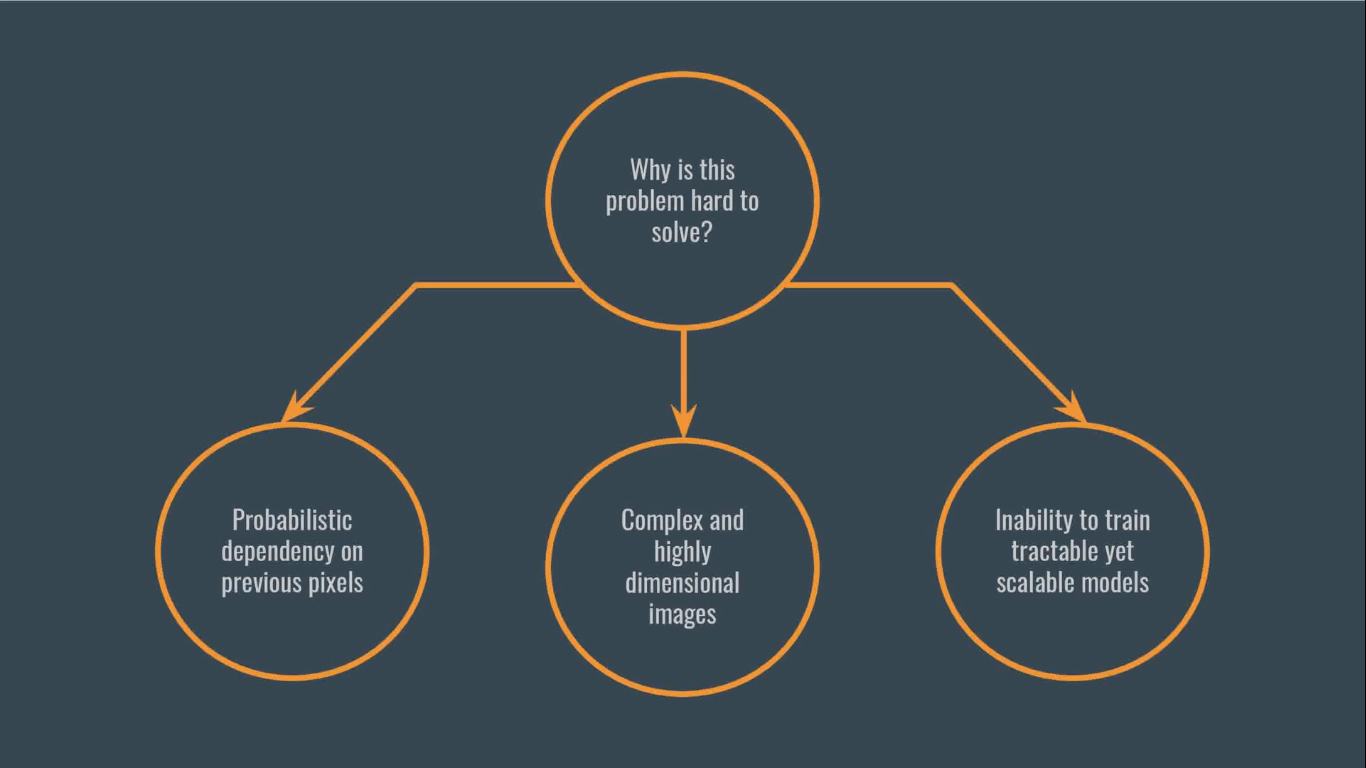 Why is this
problem hard to
solve?
Probabilistic
dependency on
previous pixels
Complex and
highly
dimensional
images
Inability to train
tractable yet
scalable models